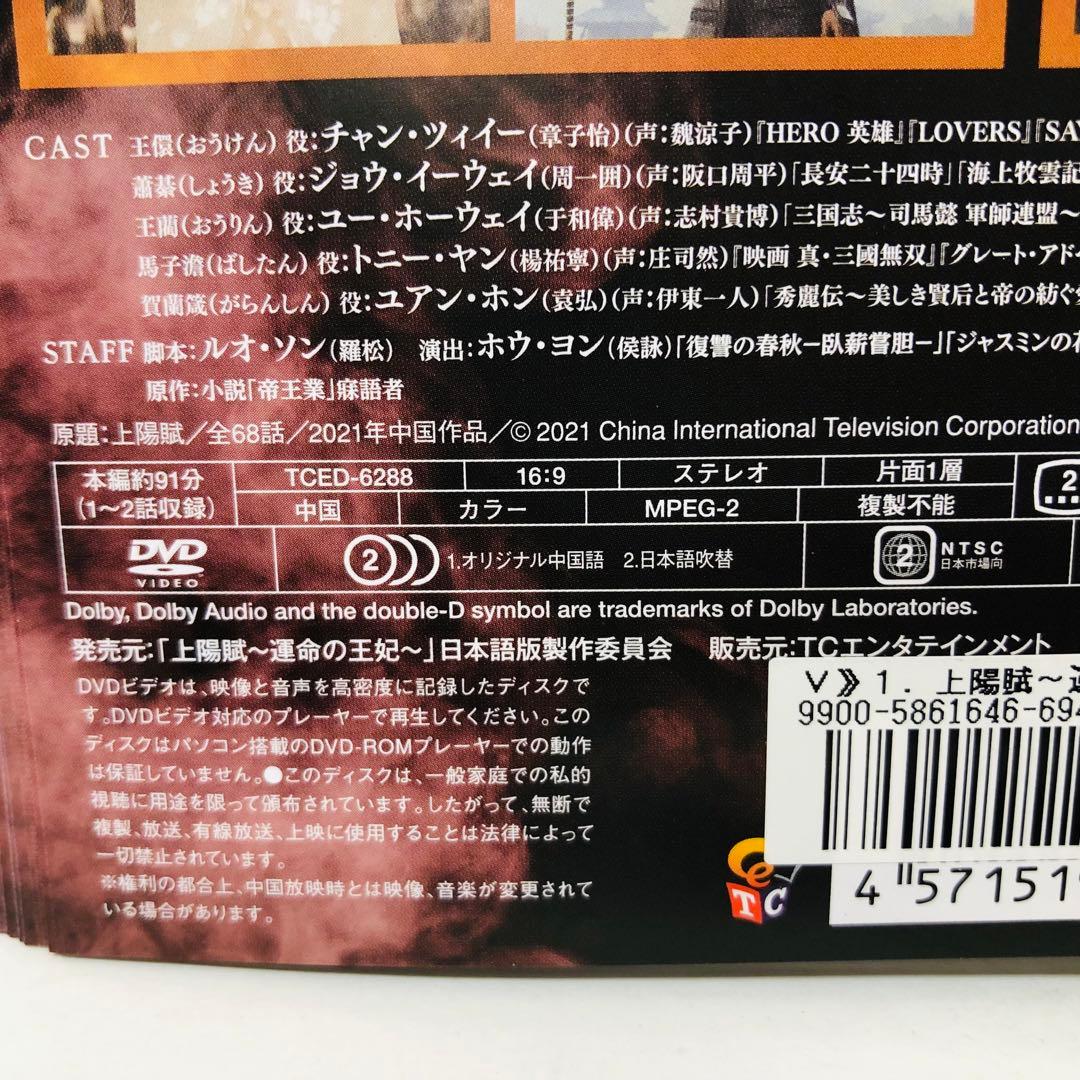 CAST 王儇(おうけん) 役:チャン・ツィイー(章子怡)(声:魏涼子)『HERO 英雄』『LOVERS』『SA
蕭綦(しょうき) 役:ジョウ・イーウェイ(周一囲)(声:阪口周平)「長安二十四時」「海上牧雲記
王藺(おうりん) 役:ユー・ホーウェイ(于和偉)(声:志村貴博)「三国志〜司馬懿 軍師連盟〜
馬子澹(ばしたん) 役:トニー・ヤン(楊祐寧)(声:庄司然)『映画 真・三國無双』『グレート・アド
賀蘭箴(がらんしん) 役:ユアン・ホン(袁弘)(声:伊東一人)「秀麗伝〜美しき賢后と帝の紡ぐ
STAFF 脚本:ルオ・ソン(羅松) 演出:ホウ・ヨン(侯詠)「復讐の春秋−臥薪嘗胆−」「ジャスミンの
原作:小説「帝王業」寐語者
原題:上陽賦/全68話/2021年中国作品/© 2021 China International Television Corporation
本編約91分
(1〜2話収録)
TCED-6288 16:9 ステレオ 片面1層
中国 カラー MPEG-2 複製不能
2
DVD VIDEO
2 1.オリジナル中国語 2.日本語吹替
2 NTSC
日本市場向
Dolby, Dolby Audio and the double-D symbol are trademarks of Dolby Laboratories.
発売元:「上陽賦〜運命の王妃〜」日本語版製作委員会 販売元:TCエンタテインメント
DVDビデオは、映像と音声を高密度に記録したディスクで
す。DVDビデオ対応のプレーヤーで再生してください。この
ディスクはパソコン搭載のDVD-ROMプレーヤーでの動作
は保証していません。●このディスクは、一般家庭での私的
視聴に用途を限って頒布されています。したがって、無断で
複製、放送、有線放送、上映に使用することは法律によって
一切禁止されています。
※権利の都合上、中国放映時とは映像、音楽が変更されて
いる場合があります。
V》1. 上陽賦〜
9900-5861646-69
TC
4 571519